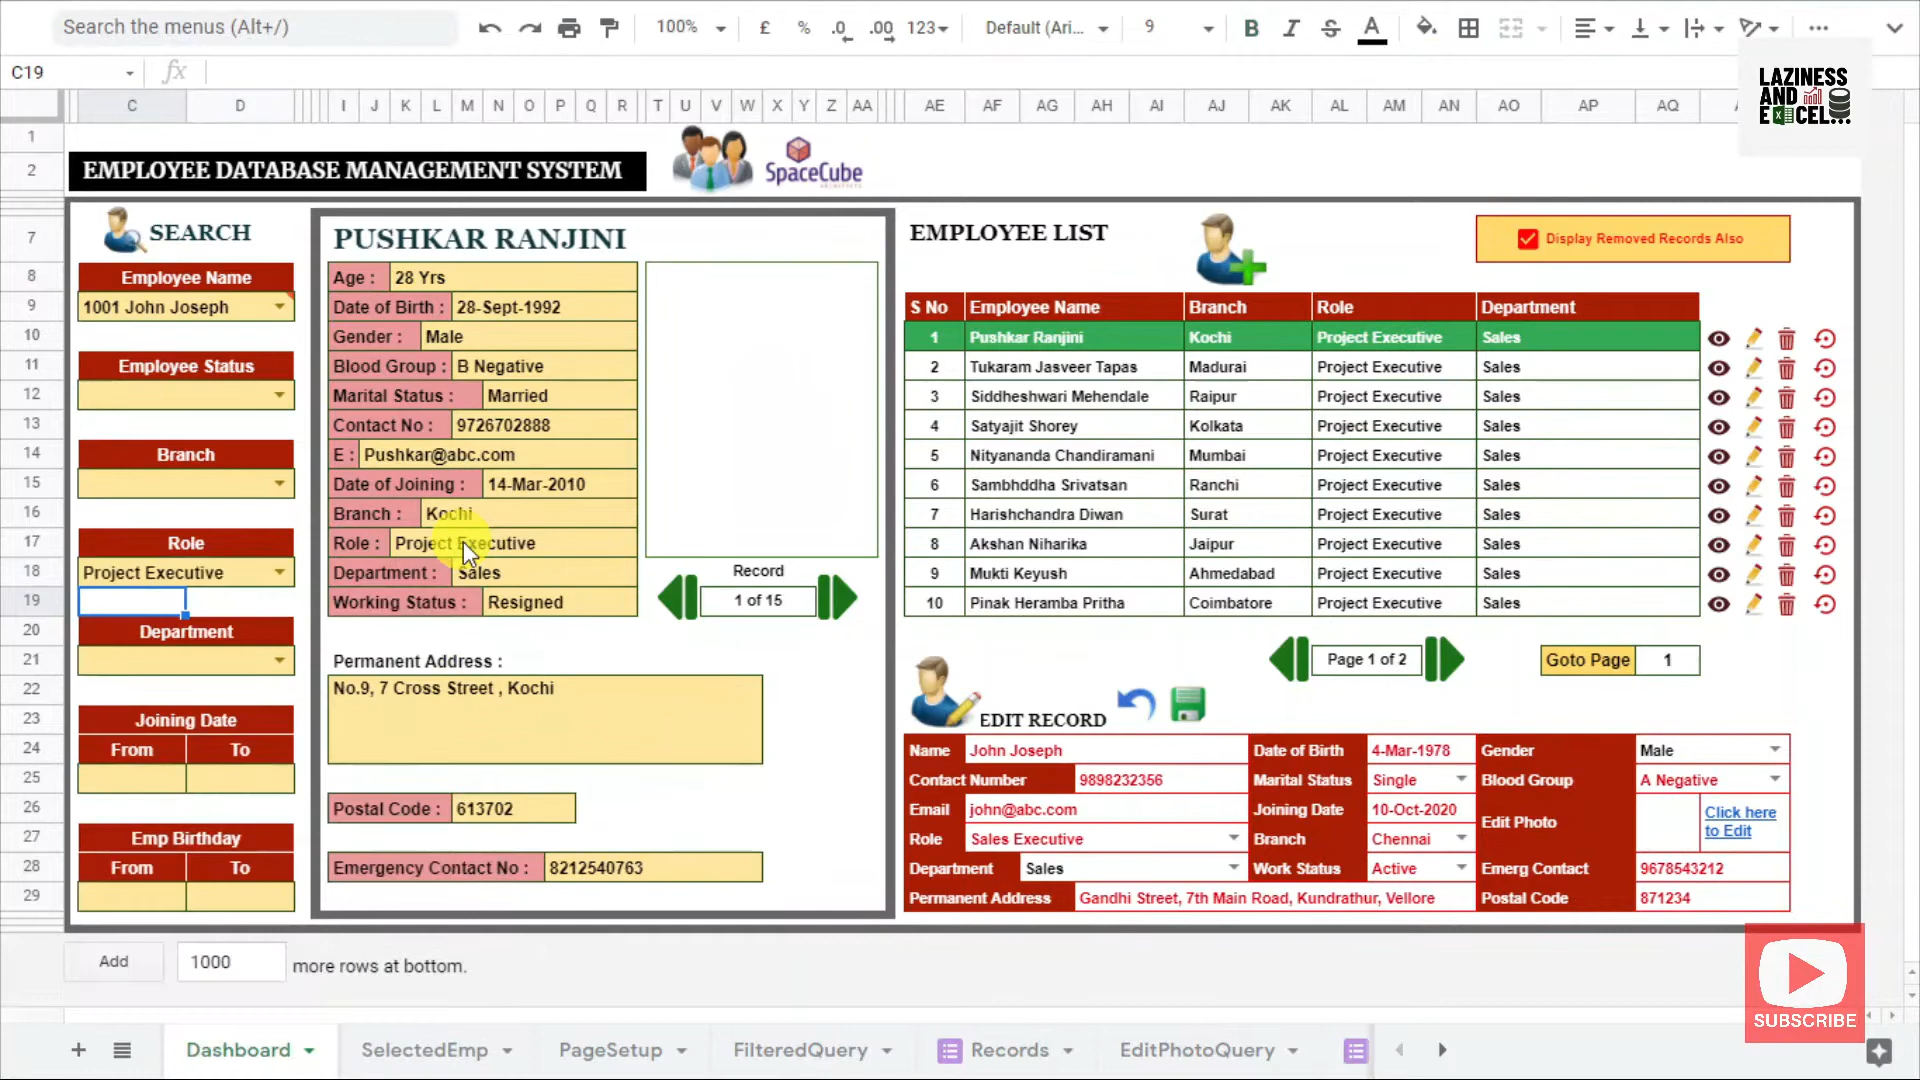 Search the menus (Alt+/)
100%
£
%
.0
.00
123
Default (Ari...
9
B
I
S
A
C19
fx
LAZINESS
AND
EXCEL...
C D I J K L M N O P Q R T U V W X Y Z AA AE AF AG AH AI AJ AK AL AM AN AO AP AQ
1
2
7
8
9
10
11
12
13
14
15
16
17
18
19
20
21
22
23
24
25
26
27
28
29
EMPLOYEE DATABASE MANAGEMENT SYSTEM
SpaceCube
ARCHITECTS
SEARCH
Employee Name
1001 John Joseph
Employee Status
Branch
Role
Project Executive
Department
Joining Date
From To
Emp Birthday
From To
PUSHKAR RANJINI
Age : 28 Yrs
Date of Birth : 28-Sept-1992
Gender : Male
Blood Group : B Negative
Marital Status : Married
Contact No : 9726702888
E : Pushkar@abc.com
Date of Joining : 14-Mar-2010
Branch : Kochi
Role : Project Executive
Department : Sales
Working Status : Resigned
Record
1 of 15
Permanent Address :
No.9, 7 Cross Street , Kochi
Postal Code : 613702
Emergency Contact No : 8212540763
EMPLOYEE LIST
Display Removed Records Also
S No Employee Name Branch Role Department
1 Pushkar Ranjini Kochi Project Executive Sales
2 Tukaram Jasveer Tapas Madurai Project Executive Sales
3 Siddheshwari Mehendale Raipur Project Executive Sales
4 Satyajit Shorey Kolkata Project Executive Sales
5 Nityananda Chandiramani Mumbai Project Executive Sales
6 Sambhddha Srivatsan Ranchi Project Executive Sales
7 Harishchandra Diwan Surat Project Executive Sales
8 Akshan Niharika Jaipur Project Executive Sales
9 Mukti Keyush Ahmedabad Project Executive Sales
10 Pinak Heramba Pritha Coimbatore Project Executive Sales
Page 1 of 2
Goto Page 1
EDIT RECORD
Name John Joseph Date of Birth 4-Mar-1978 Gender Male
Contact Number 9898232356 Marital Status Single Blood Group A Negative
Email john@abc.com Joining Date 10-Oct-2020 Edit Photo Click here
to Edit
Role Sales Executive Branch Chennai
Department Sales Work Status Active Emerg Contact 9678543212
Permanent Address Gandhi Street, 7th Main Road, Kundrathur, Vellore Postal Code 871234
Add 1000 more rows at bottom.
SUBSCRIBE
Dashboard SelectedEmp PageSetup FilteredQuery Records EditPhotoQuery